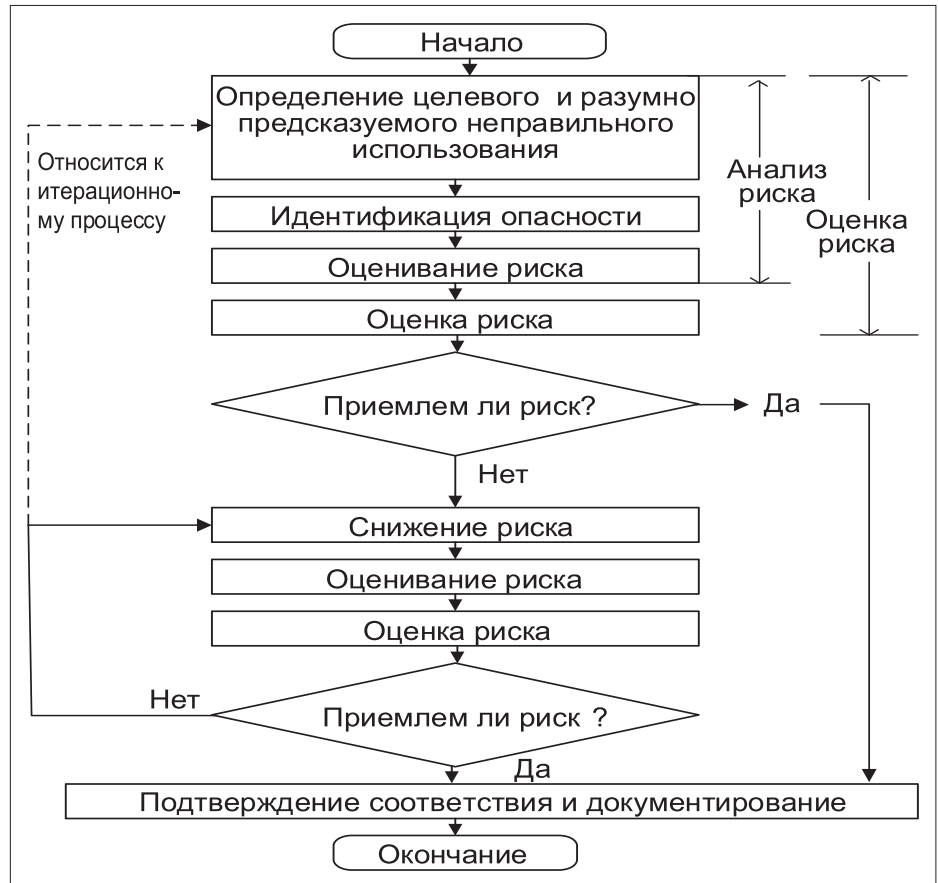 Начало
Определение целевого и разумно
предсказуемого неправильного
использования
Относится к
итерационно-
му процессу
Анализ
риска
Оценка
риска
Идентификация опасности
Оценивание риска
Оценка риска
Приемлем ли риск?
Да
Нет
Снижение риска
Оценивание риска
Оценка риска
Нет
Приемлем ли риск ?
Да
Подтверждение соответствия и документирование
Окончание